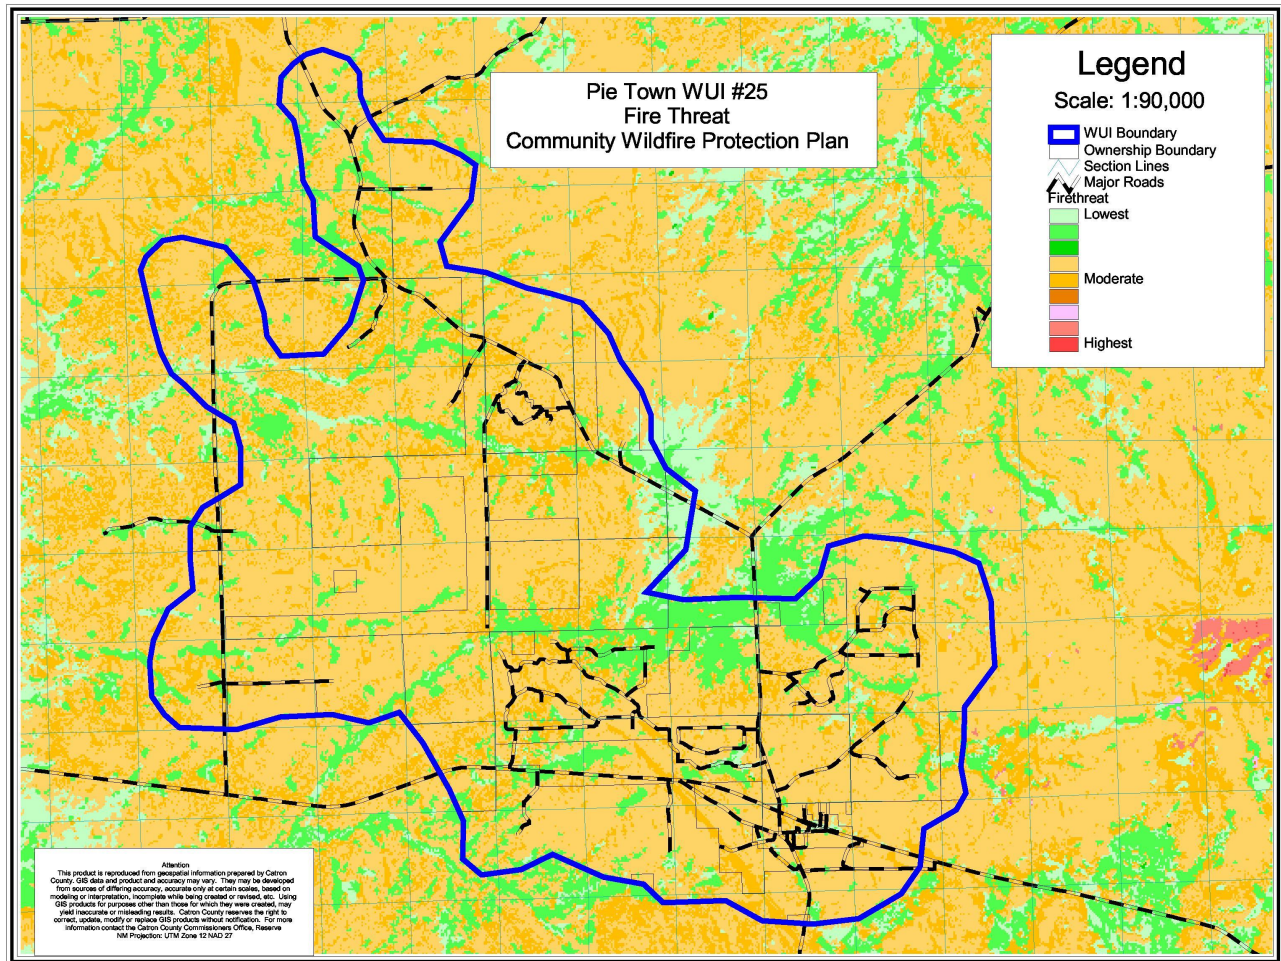 Pie Town WUI #25
Fire Threat
Community Wildfire Protection Plan
Legend
Scale: 1:90,000
WUI Boundary
Ownership Boundary
Section Lines
Major Roads
Firethreat
Lowest
Moderate
Highest
Attention
This product is reproduced from geospatial information prepared by Catron
County. GIS data and product and accuracy may vary. They may be developed
from sources of differing accuracy, accurate only at certain scales, based on
modeling or interpretation, incomplete while being created or revised, etc. Using
GIS products for purposes other than those for which they were created, may
yield inaccurate or misleading results. Catron County reserves the right to
correct, update, modify or replace GIS products without notification. For more
information contact the Catron County Commissioners Office, Reserve
NM Projection: UTM Zone 12 NAD 27